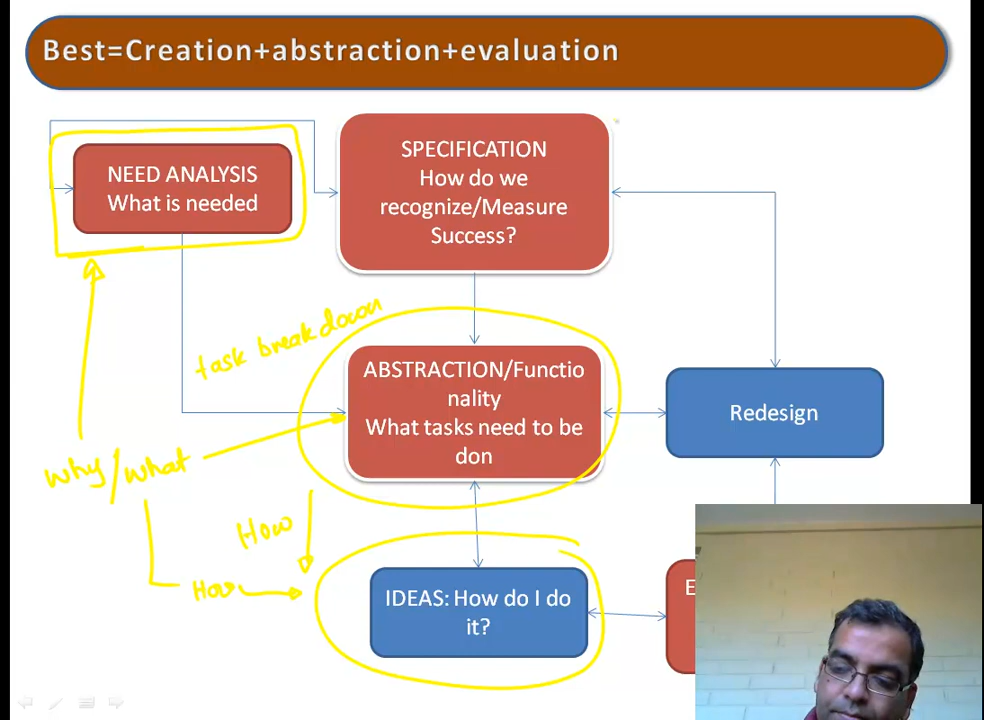 Best=Creation+abstraction+evaluation
NEED ANALYSIS
What is needed
SPECIFICATION
How do we
recognize/Measure
Success?
task breakdown
ABSTRACTION/Functio
nality
What tasks need to be
don
Redesign
why/what
How
How
IDEAS: How do I do
it?
E